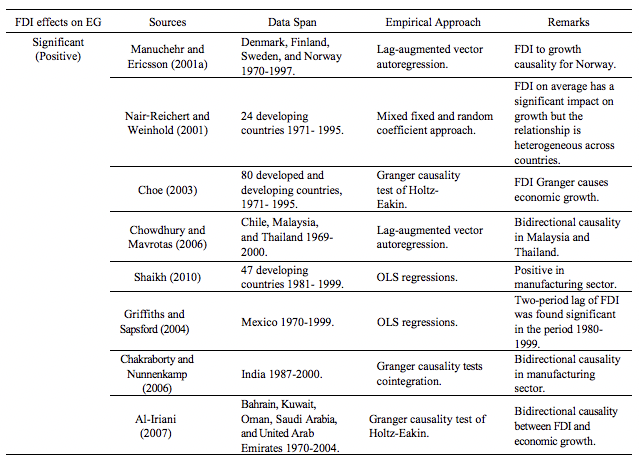 FDI effects on EG Sources Data Span Empirical Approach Remarks
Significant
(Positive)
Manuchehr and
Ericsson (2001a)
Denmark, Finland,
Sweden, and Norway
1970-1997.
Lag-augmented vector
autoregression.
FDI to growth
causality for Norway.
Nair-Reichert and
Weinhold (2001)
24 developing
countries 1971- 1995.
Mixed fixed and random
coefficient approach.
FDI on average has a
significant impact on
growth but the
relationship is
heterogeneous across
countries.
Choe (2003)
80 developed and
developing countries,
1971- 1995.
Granger causality
test of Holtz-
Eakin.
FDI Granger causes
economic growth.
Chowdhury and
Mavrotas (2006)
Chile, Malaysia,
and Thailand 1969-
2000.
Lag-augmented vector
autoregression.
Bidirectional causality
in Malaysia and
Thailand.
Shaikh (2010)
47 developing
countries 1981- 1999.
OLS regressions.
Positive in
manufacturing sector.
Griffiths and
Sapsford (2004)
Mexico 1970-1999.
OLS regressions.
Two-period lag of FDI
was found significant
in the period 1980-
1999.
Chakraborty and
Nunnenkamp
(2006)
India 1987-2000.
Granger causality tests
cointegration.
Bidirectional causality
in manufacturing
sector.
Al-Iriani
(2007)
Bahrain, Kuwait,
Oman, Saudi Arabia,
and United Arab
Emirates 1970-2004.
Granger causality test of
Holtz-Eakin.
Bidirectional causality
between FDI and
economic growth.